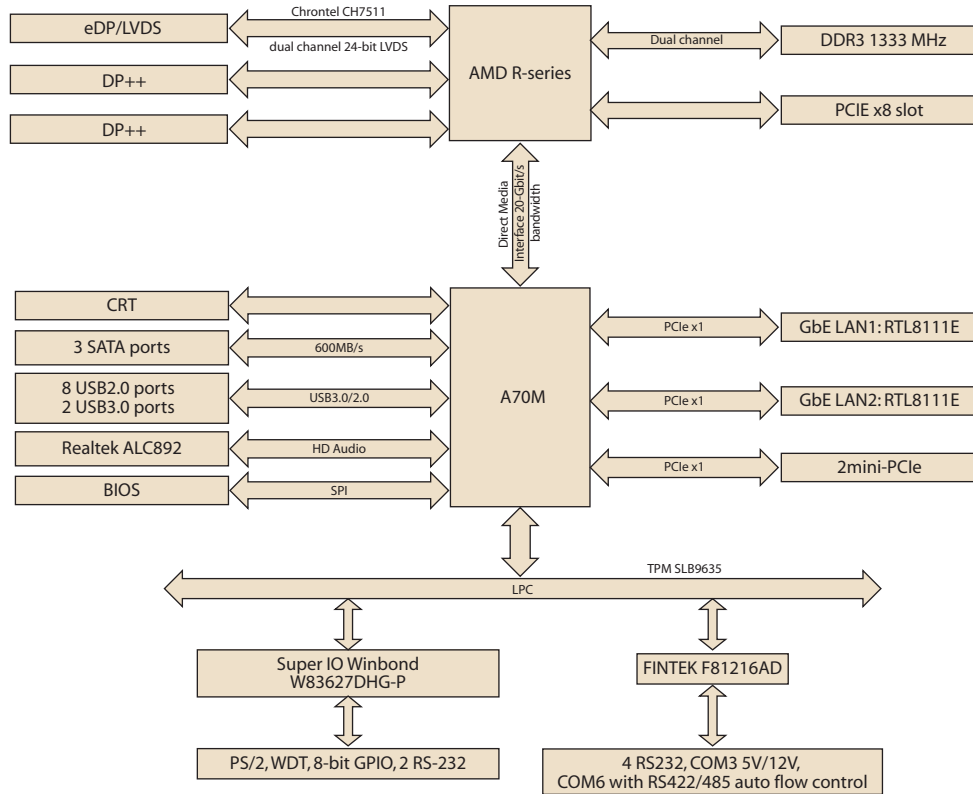 Chrontel CH7511
eDP/LVDS
dual channel 24-bit LVDS
DP++
DP++
AMD R-series
Dual channel
DDR3 1333 MHz
PCIE x8 slot
Direct Media
Interface 20-Gbit/s
bandwidth
CRT
3 SATA ports
600MB/s
8 USB2.0 ports
2 USB3.0 ports
USB3.0/2.0
Realtek ALC892
HD Audio
BIOS
SPI
A70M
PCIe x1
GbE LAN1: RTL8111E
PCIe x1
GbE LAN2: RTL8111E
PCIe x1
2mini-PCIe
TPM SLB9635
LPC
Super IO Winbond
W83627DHG-P
FINTEK F81216AD
PS/2, WDT, 8-bit GPIO, 2 RS-232
4 RS232, COM3 5V/12V,
COM6 with RS422/485 auto flow control